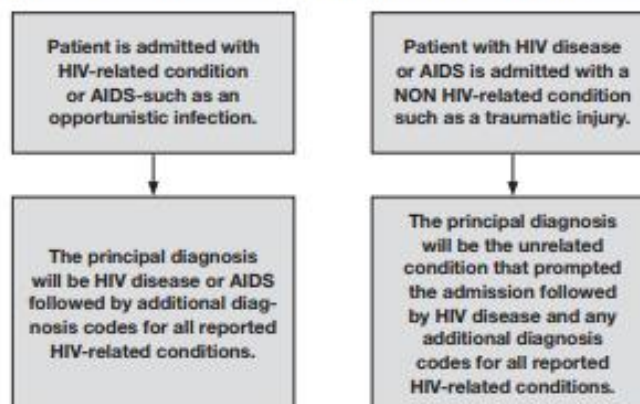 Patient is admitted with
HIV-related condition
or AIDS-such as an
opportunistic infection.
The principal diagnosis
will be HIV disease or AIDS
followed by additional diag-
nosis codes for all reported
HIV-related conditions.
Patient with HIV disease
or AIDS is admitted with a
NON HIV-related condition
such as a traumatic injury.
The principal diagnosis
will be the unrelated
condition that prompted
the admission followed
by HIV disease and any
additional diagnosis
codes for all reported
HIV-related conditions.